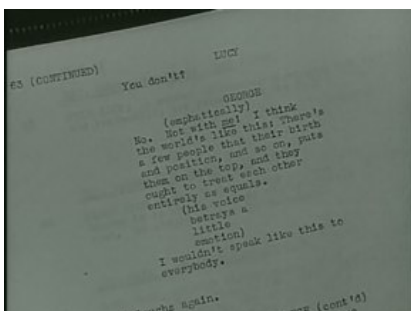 LUCY
63 (CONTINUED)
You don't?
GEORGE
(emphatically)
No. Not with me! I think
the world's like this: There's
a few people that their birth
and position, and so on, puts
them on the top, and they
ought to treat each other
entirely as equals.
(his voice
betrays a
little
emotion)
I wouldn't speak like this to
everybody.
again.
(cont'd)